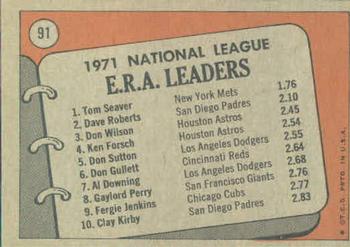 91
1971 NATIONAL LEAGUE
E.R.A. LEADERS
1. Tom Seaver New York Mets 1.76
2. Dave Roberts San Diego Padres 2.10
3. Don Wilson Houston Astros 2.45
4. Ken Forsch Houston Astros 2.54
5. Don Sutton Los Angeles Dodgers 2.55
6. Don Gullett Cincinnati Reds 2.64
7. Al Downing Los Angeles Dodgers 2.68
8. Gaylord Perry San Francisco Giants 2.76
9. Fergie Jenkins Chicago Cubs 2.77
10. Clay Kirby San Diego Padres 2.83
©T.C.G. PRTD. IN U.S.A.